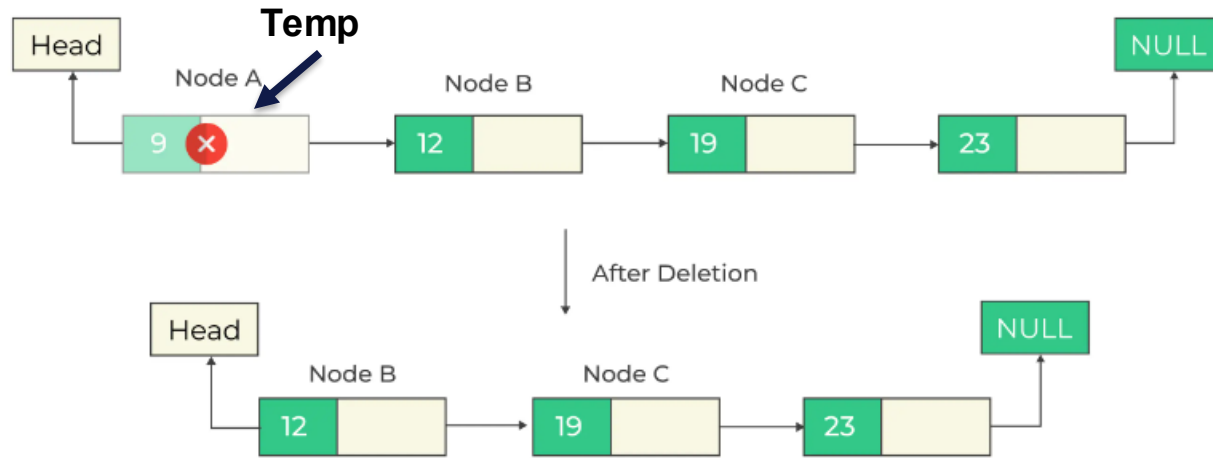 Temp
Head
NULL
Node A
Node B
Node C
9
12
19
23
After Deletion
Head
NULL
Node B
Node C
12
19
23